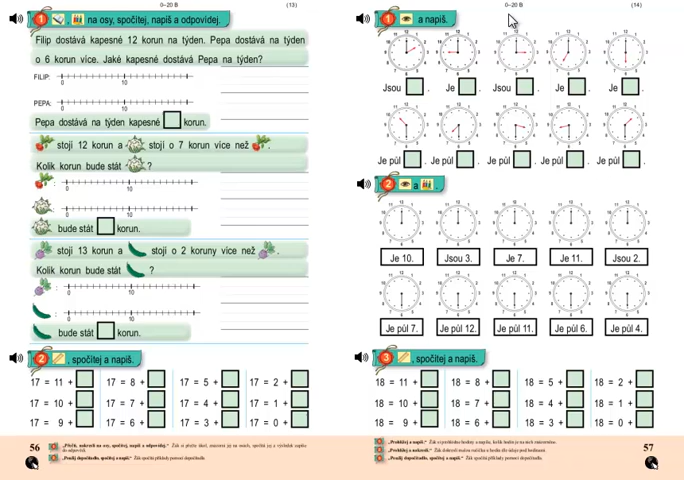 0–20 B (13)
1 , na osy, spočítej, napiš a odpovídej.
Filip dostává kapesné 12 korun na týden. Pepa dostává na týden
o 6 korun více. Jaké kapesné dostává Pepa na týden?
FILIP:
0 10
PEPA:
0 10
Pepa dostává na týden kapesné korun.
stojí 12 korun a stojí o 7 korun více než .
Kolik korun bude stát ?
:
0 10
:
0 10
bude stát korun.
stojí 13 korun a stojí o 2 koruny více než .
Kolik korun bude stát ?
:
0 10
:
0 10
bude stát korun.
2 , spočítej a napiš.
17 = 11 + 17 = 8 + 17 = 5 + 17 = 2 +
17 = 10 + 17 = 7 + 17 = 4 + 17 = 1 +
17 = 9 + 17 = 6 + 17 = 3 + 17 = 0 +
56
0–20 B (14)
1 a napiš.
Jsou . Je . Jsou . Je . Je .
Je půl . Je půl . Je půl . Je půl . Je půl .
2 a .
Je 10. Jsou 3. Je 7. Je 11. Jsou 2.
Je půl 7. Je půl 12. Je půl 11. Je půl 6. Je půl 4.
3 , spočítej a napiš.
18 = 11 + 18 = 8 + 18 = 5 + 18 = 2 +
18 = 10 + 18 = 7 + 18 = 4 + 18 = 1 +
18 = 9 + 18 = 6 + 18 = 3 + 18 = 0 +
57